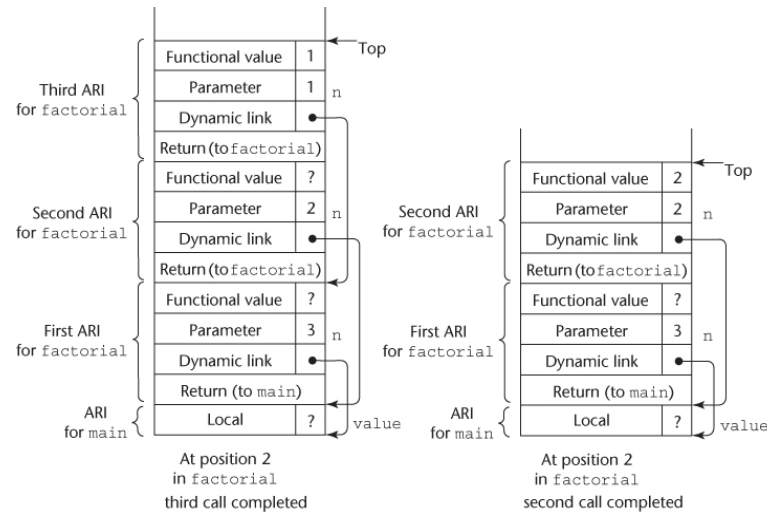 Top
Functional value 1
Third ARI
for factorial
Parameter 1 n
Dynamic link
Return (to factorial)
Functional value ?
Second ARI
for factorial
Parameter 2 n
Dynamic link
Return (to factorial)
Functional value ?
First ARI
for factorial
Parameter 3 n
Dynamic link
Return (to main)
ARI
for main
Local ? value
At position 2
in factorial
third call completed
Top
Functional value 2
Second ARI
for factorial
Parameter 2 n
Dynamic link
Return (to factorial)
Functional value ?
First ARI
for factorial
Parameter 3 n
Dynamic link
Return (to main)
ARI
for main
Local ? value
At position 2
in factorial
second call completed